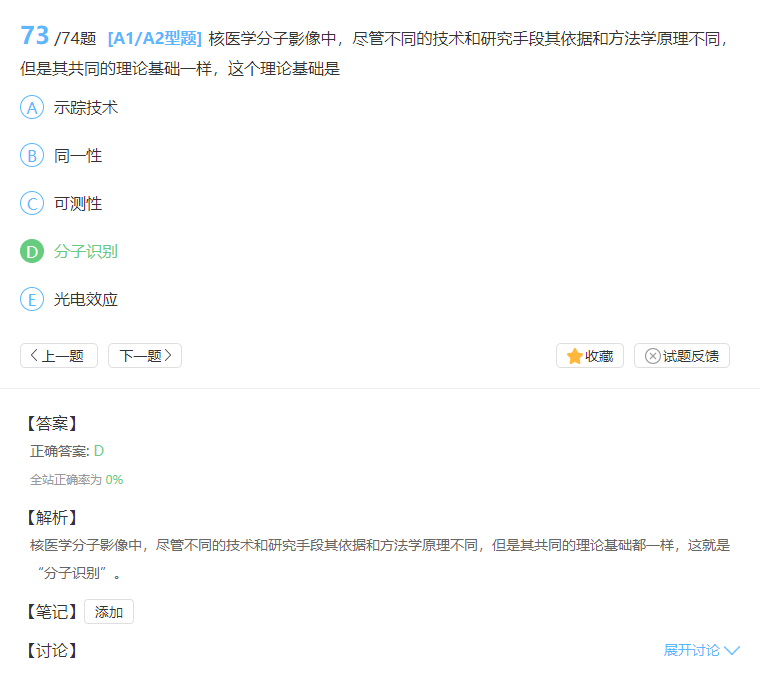 73 /74题 [A1/A2型题] 核医学分子影像中，尽管不同的技术和研究手段其依据和方法学原理不同，
但是其共同的理论基础一样，这个理论基础是
A 示踪技术
B 同一性
C 可测性
D 分子识别
E 光电效应
上一题 下一题 收藏 试题反馈
【答案】
正确答案: D
全站正确率为 0%
【解析】
核医学分子影像中，尽管不同的技术和研究手段其依据和方法学原理不同，但是其共同的理论基础都一样，这就是
“分子识别”。
【笔记】 添加
【讨论】 展开讨论